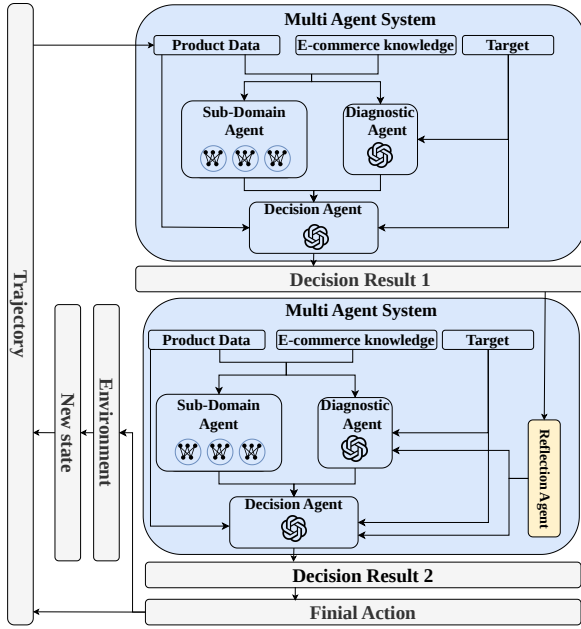 Multi Agent System
Product Data
E-commerce knowledge
Target
Sub-Domain
Agent
Diagnostic
Agent
Decision Agent
Decision Result 1
Multi Agent System
Product Data
E-commerce knowledge
Target
Sub-Domain
Agent
Diagnostic
Agent
Reflection Agent
Decision Agent
Decision Result 2
Finial Action
Trajectory
New state
Environment